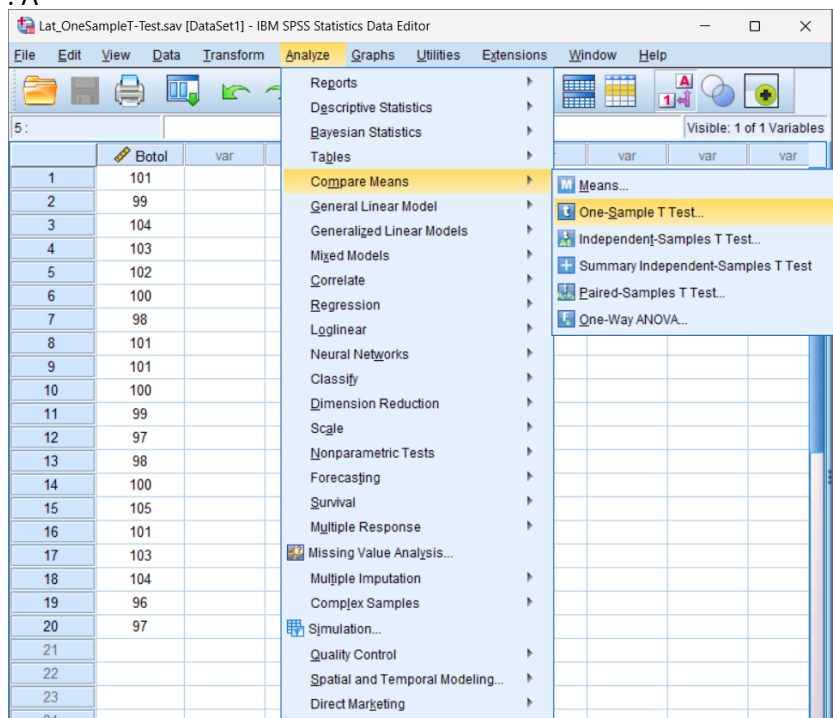 : A
Lat_OneSampleT-Test.sav [DataSet1] - IBM SPSS Statistics Data Editor
File Edit View Data Transform Analyze Graphs Utilities Extensions Window Help
5 :
Visible: 1 of 1 Variables
Botol var var var var
1 101
2 99
3 104
4 103
5 102
6 100
7 98
8 101
9 101
10 100
11 99
12 97
13 98
14 100
15 105
16 101
17 103
18 104
19 96
20 97
21
22
23
Reports
Descriptive Statistics
Bayesian Statistics
Tables
Compare Means
General Linear Model
Generalized Linear Models
Mixed Models
Correlate
Regression
Loglinear
Neural Networks
Classify
Dimension Reduction
Scale
Nonparametric Tests
Forecasting
Survival
Multiple Response
Missing Value Analysis...
Multiple Imputation
Complex Samples
Simulation...
Quality Control
Spatial and Temporal Modeling...
Direct Marketing
Means...
One-Sample T Test...
Independent-Samples T Test...
Summary Independent-Samples T Test
Paired-Samples T Test...
One-Way ANOVA...